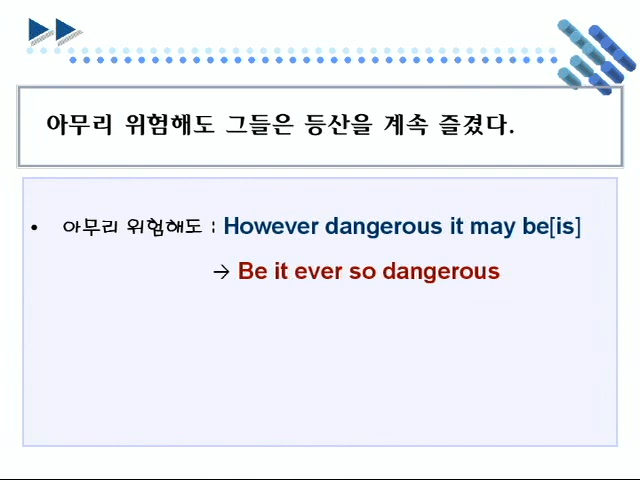 아무리 위험해도 그들은 등산을 계속 즐겼다.
• 아무리 위험해도 : However dangerous it may be[is]
→ Be it ever so dangerous